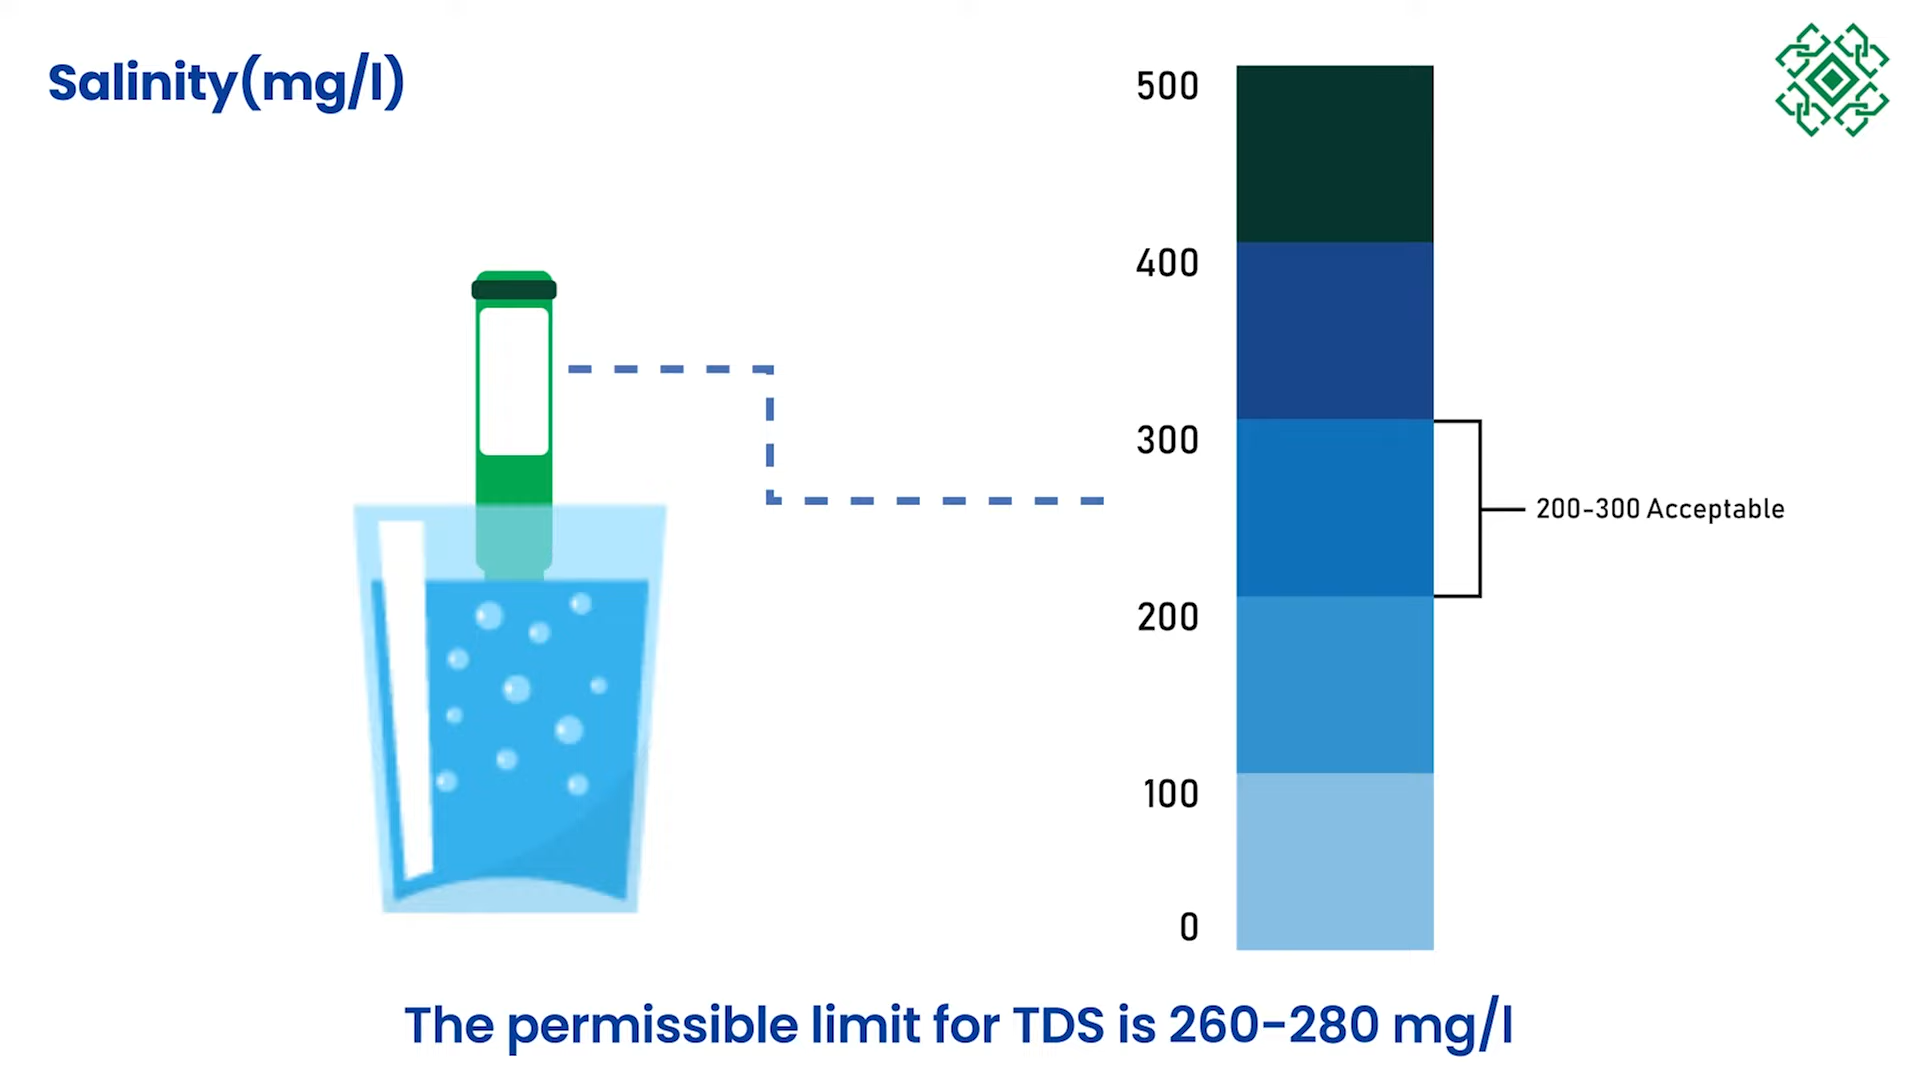 Salinity(mg/l)
500
400
300
200-300 Acceptable
200
100
0
The permissible limit for TDS is 260-280 mg/l